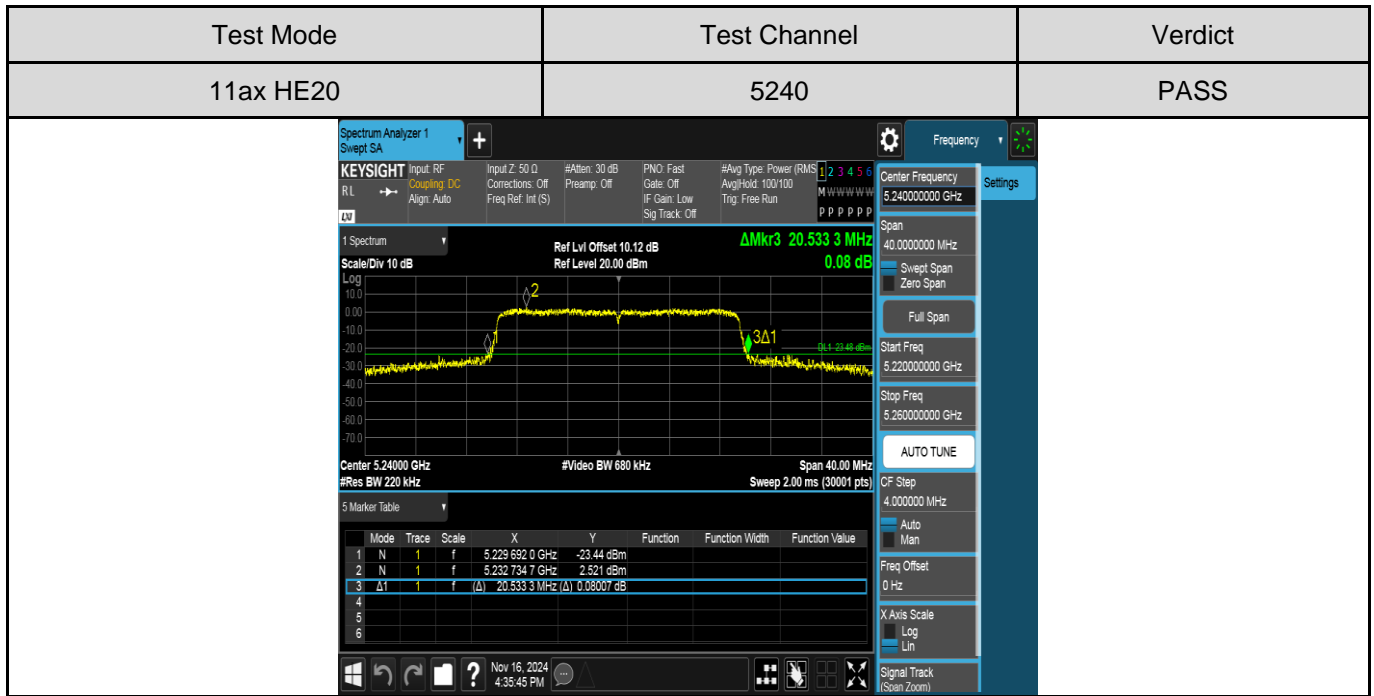 Test Mode Test Channel Verdict
11ax HE20 5240 PASS
Spectrum Analyzer 1
Swept SA
+
Frequency
KEYSIGHT
RL
LXI
Input: RF
Coupling: DC
Align: Auto
Input Z: 50 Ω
Corrections: Off
Freq Ref: Int (S)
#Atten: 30 dB
Preamp: Off
PNO: Fast
Gate: Off
IF Gain: Low
Sig Track: Off
#Avg Type: Power (RMS
Avg|Hold: 100/100
Trig: Free Run
1 2 3 4 5 6
M W W W W W
P P P P P P
1 Spectrum
Scale/Div 10 dB
Ref Lvl Offset 10.12 dB
Ref Level 20.00 dBm
ΔMkr3 20.533 3 MHz
0.08 dB
Log
10.0
0.00
-10.0
-20.0
-30.0
-40.0
-50.0
-60.0
-70.0
2
3Δ1
DL1 -23.48 dBm
Center 5.24000 GHz #Video BW 680 kHz Span 40.00 MHz
#Res BW 220 kHz Sweep 2.00 ms (30001 pts)
5 Marker Table
Mode Trace Scale X Y Function Function Width Function Value
1 N 1 f 5.229 692 0 GHz -23.44 dBm
2 N 1 f 5.232 734 7 GHz 2.521 dBm
3 Δ1 1 f (Δ) 20.533 3 MHz (Δ) 0.08007 dB
4
5
6
?
Nov 16, 2024
4:35:45 PM
Center Frequency
5.240000000 GHz
Settings
Span
40.0000000 MHz
Swept Span
Zero Span
Full Span
Start Freq
5.220000000 GHz
Stop Freq
5.260000000 GHz
AUTO TUNE
CF Step
4.000000 MHz
Auto
Man
Freq Offset
0 Hz
X Axis Scale
Log
Lin
Signal Track
(Span Zoom)